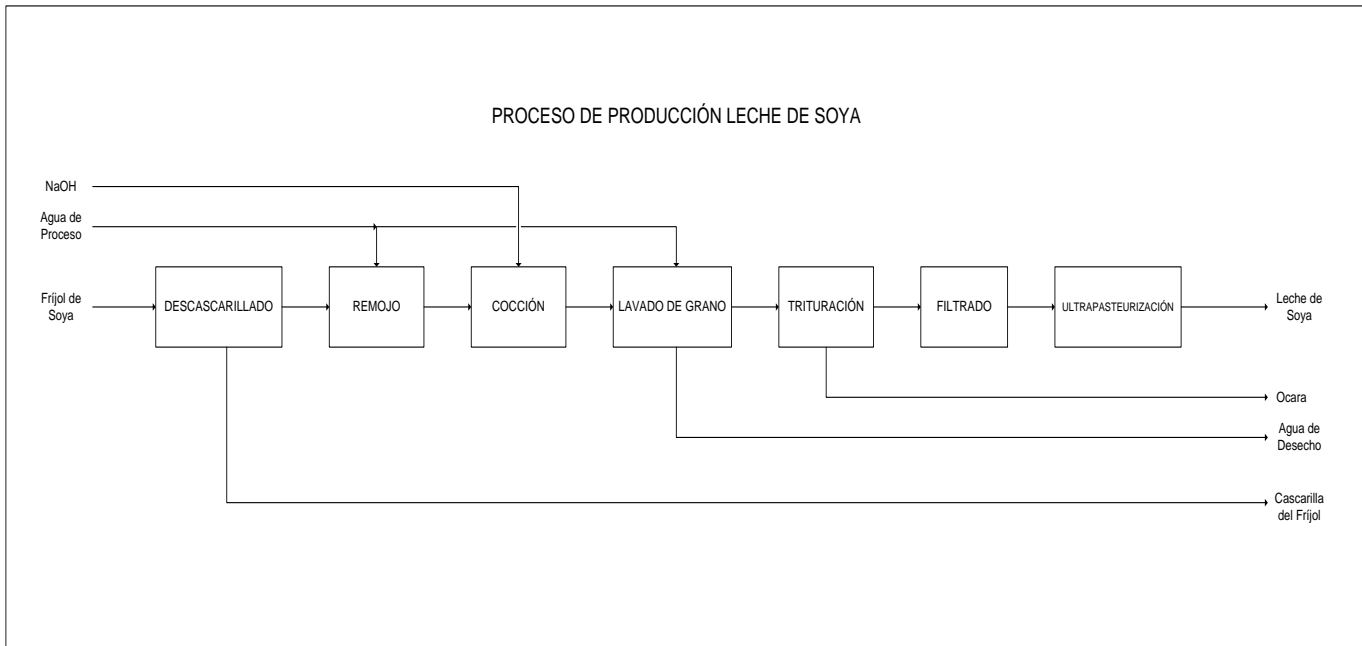 PROCESO DE PRODUCCIÓN LECHE DE SOYA
NaOH
Agua de
Proceso
Fríjol de
Soya
DESCASCARILLADO
REMOJO
COCCIÓN
LAVADO DE GRANO
TRITURACIÓN
FILTRADO
ULTRAPASTEURIZACIÓN
Leche de
Soya
Ocara
Agua de
Desecho
Cascarilla
del Fríjol